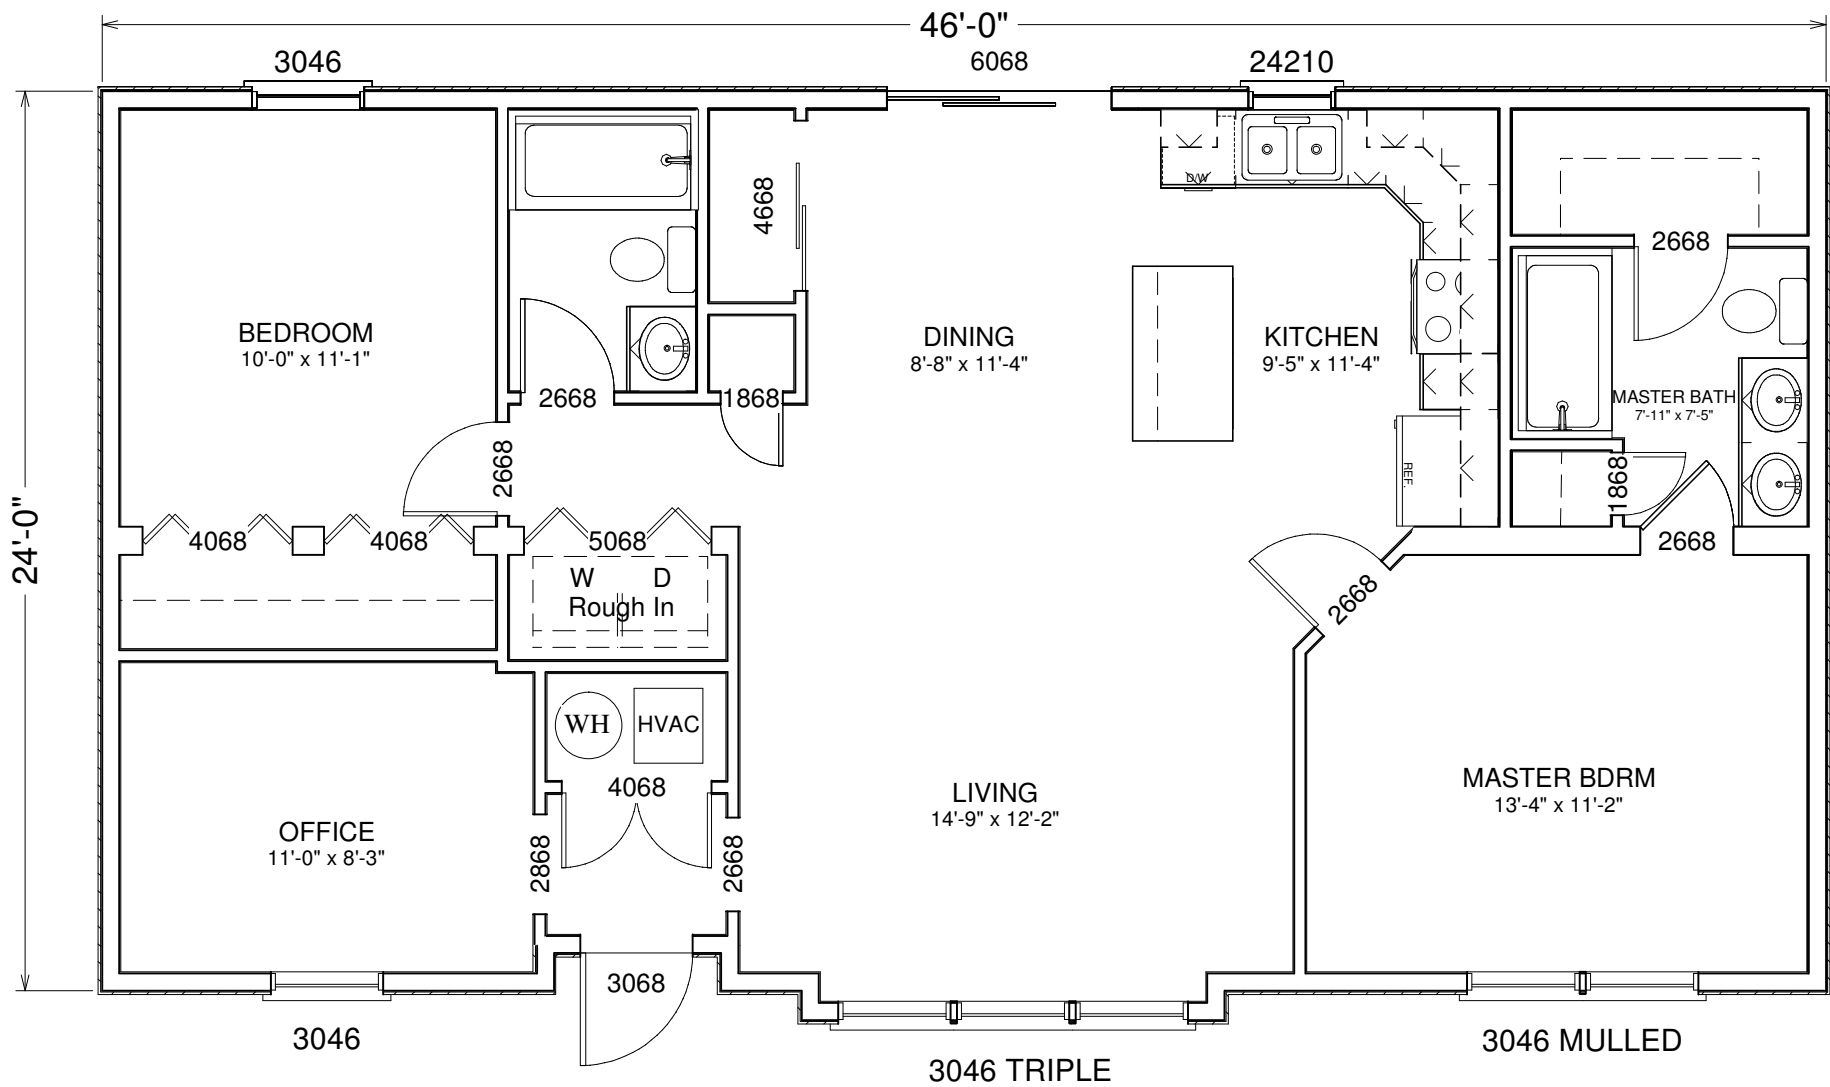 46'-0"
3046
6068
24210
4668
2668
BEDROOM
10'-0" x 11'-1"
DINING
8'-8" x 11'-4"
KITCHEN
9'-5" x 11'-4"
D/W
2668
1868
MASTER BATH
7'-11" x 7'-5"
2668
REF.
1868
24'-0"
4068
4068
5068
2668
W D
Rough In
2668
WH
HVAC
4068
LIVING
14'-9" x 12'-2"
MASTER BDRM
13'-4" x 11'-2"
OFFICE
11'-0" x 8'-3"
2868
2668
3068
3046
3046 TRIPLE
3046 MULLED